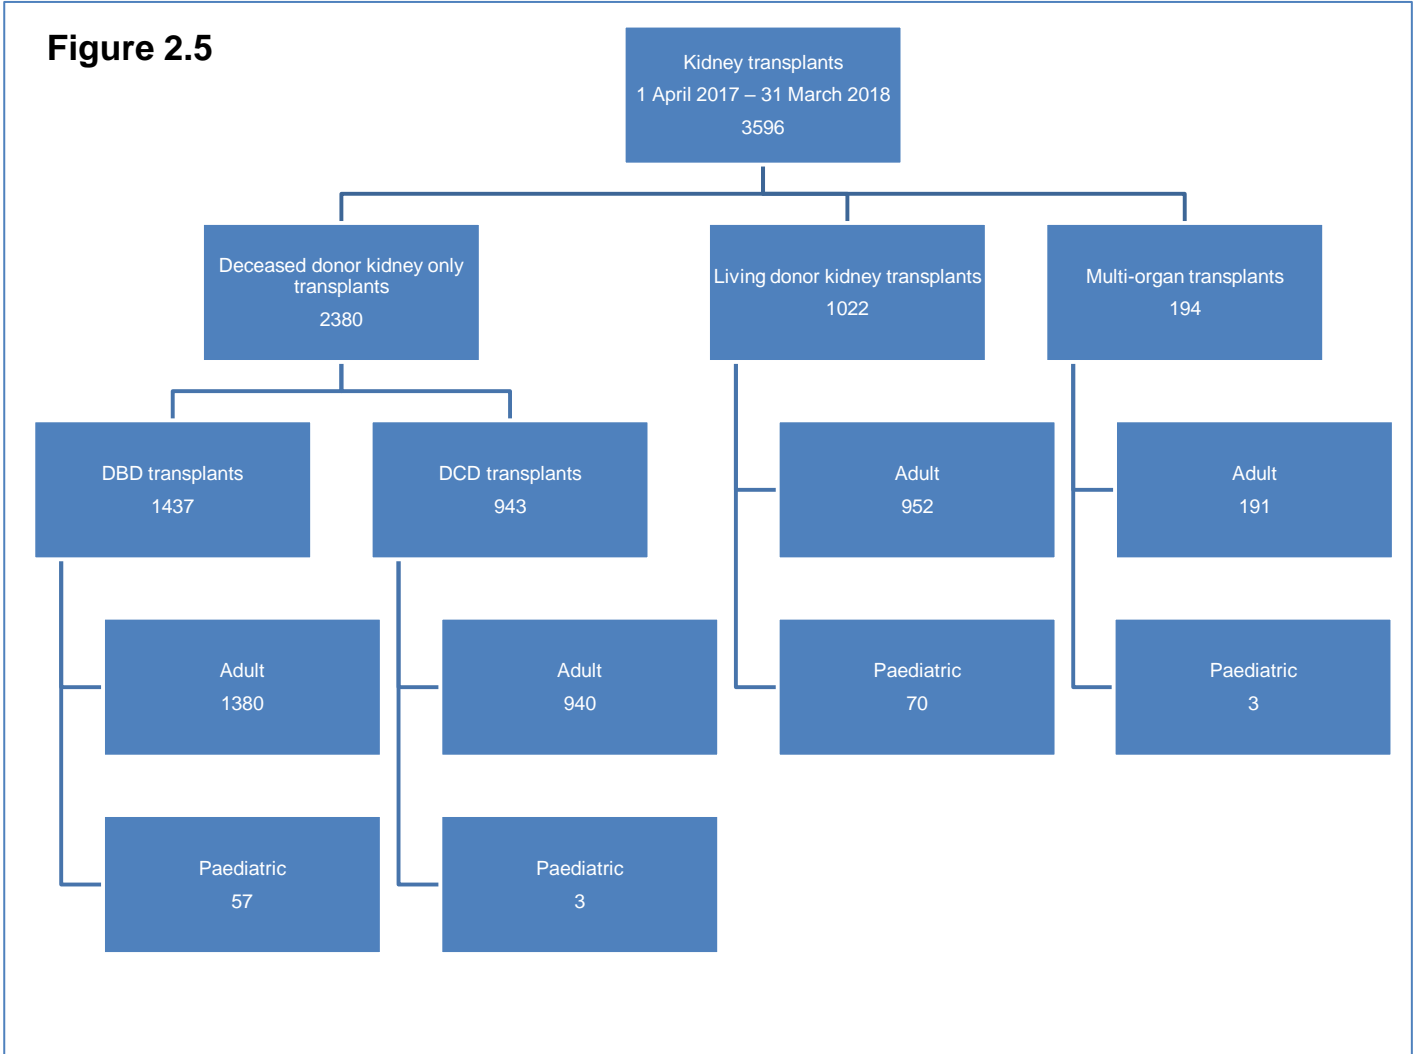 Figure 2.5
Kidney transplants
1 April 2017 – 31 March 2018
3596
Deceased donor kidney only
transplants
2380
Living donor kidney transplants
1022
Multi-organ transplants
194
DBD transplants
1437
DCD transplants
943
Adult
952
Adult
191
Adult
1380
Adult
940
Paediatric
70
Paediatric
3
Paediatric
57
Paediatric
3